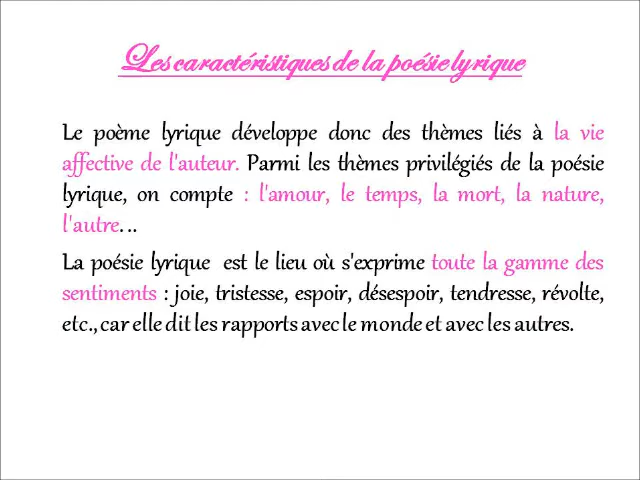 Les caractéristiques de la poésie lyrique
Le poème lyrique développe donc des thèmes liés à la vie
affective de l'auteur. Parmi les thèmes privilégiés de la poésie
lyrique, on compte : l'amour, le temps, la mort, la nature,
l'autre...
La poésie lyrique est le lieu où s'exprime toute la gamme des
sentiments : joie, tristesse, espoir, désespoir, tendresse, révolte,
etc., car elle dit les rapports avec le monde et avec les autres.